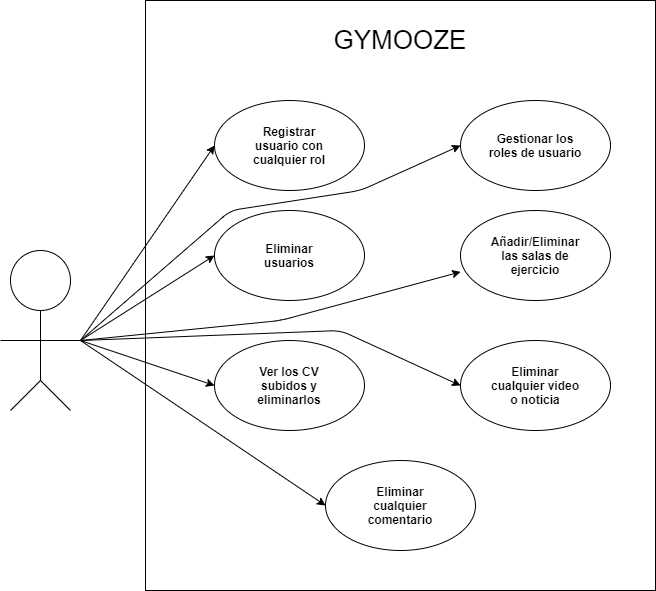 GYMOOZE
Registrar
usuario con
cualquier rol
Gestionar los
roles de usuario
Eliminar
usuarios
Añadir/Eliminar
las salas de
ejercicio
Ver los CV
subidos y
eliminarlos
Eliminar
cualquier video
o noticia
Eliminar
cualquier
comentario